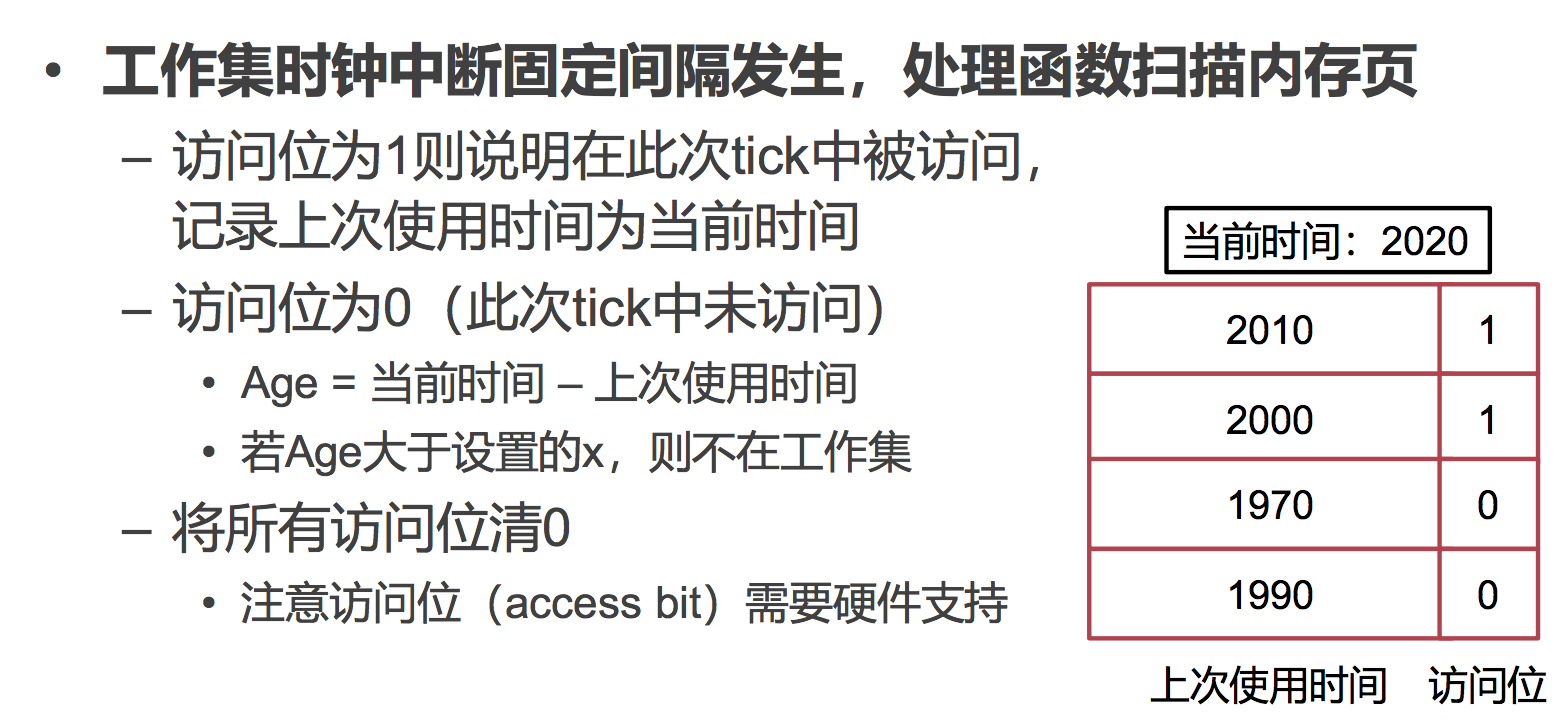 • 工作集时钟中断固定间隔发生，处理函数扫描内存页
– 访问位为1则说明在此次tick中被访问，
记录上次使用时间为当前时间
– 访问位为0（此次tick中未访问）
• Age = 当前时间 – 上次使用时间
• 若Age大于设置的x，则不在工作集
– 将所有访问位清0
• 注意访问位（access bit）需要硬件支持
当前时间：2020
2010 1
2000 1
1970 0
1990 0
上次使用时间 访问位